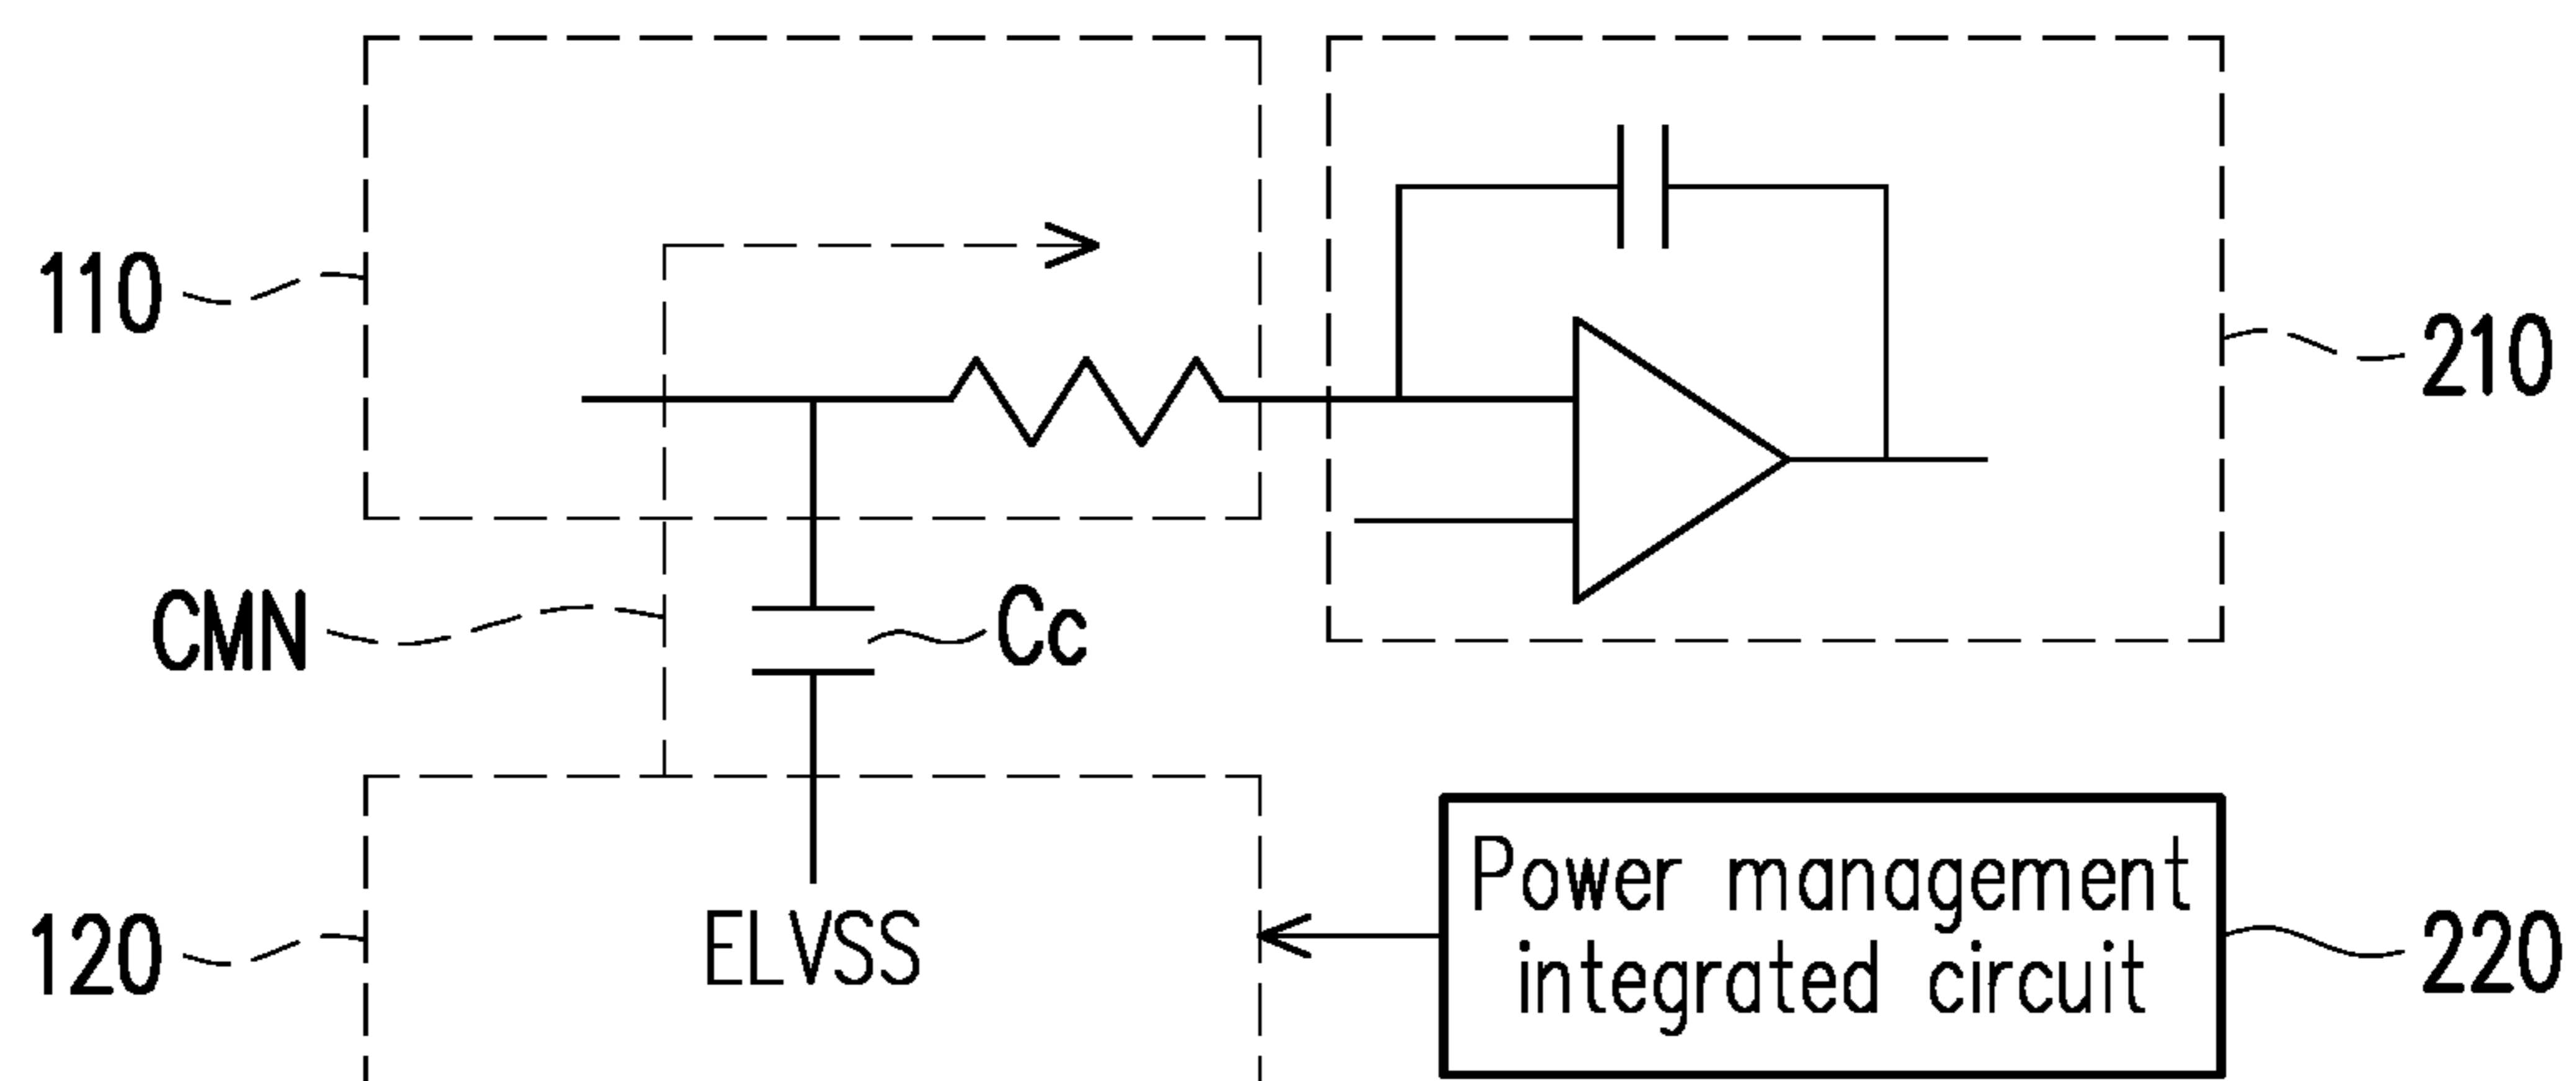 110
210
CMN
Cc
120
ELVSS
Power management
integrated circuit
220